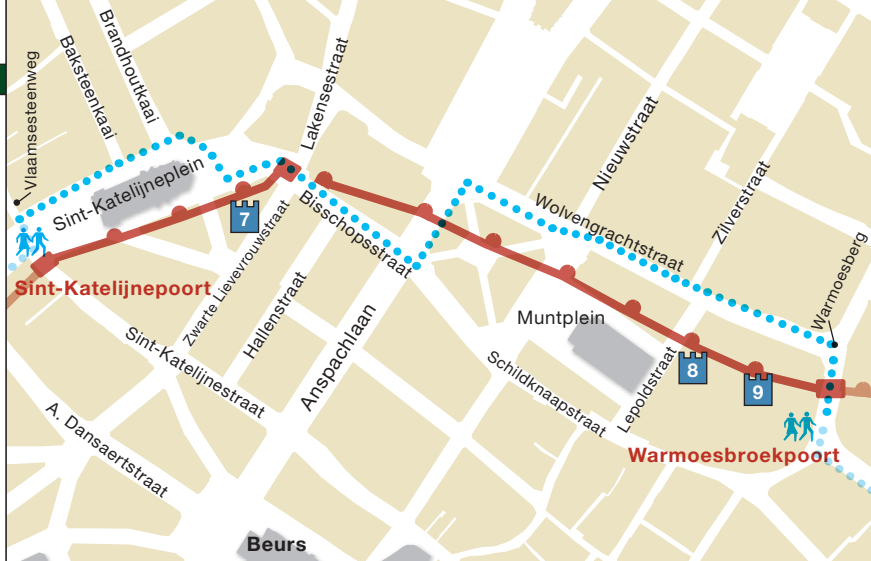 Vlaamsesteenweg
Baksteenkaai
Brandhoutkaai
Lakensestraat
Nieuwstraat
Zilverstraat
Sint-Katelijneplein
7
Bisschopsstraat
Wolvengrachtstraat
Warmoesberg
Sint-Katelijnepoort
Zwarte Lievevrouwstraat
Hallenstraat
Anspachlaan
Muntplein
Sint-Katelijnestraat
Schildknaapstraat
Lepoldstraat
8
9
A. Dansaertstraat
Warmoesbroekpoort
Beurs